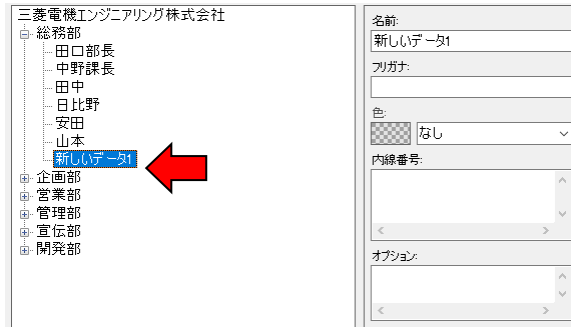 三菱電機エンジニアリング株式会社
総務部
田口部長
中野課長
田中
日比野
安田
山本
新しいデータ1
企画部
営業部
管理部
宣伝部
開発部
名前:
新しいデータ1
フリガナ:
色:
なし
内線番号:
オプション: